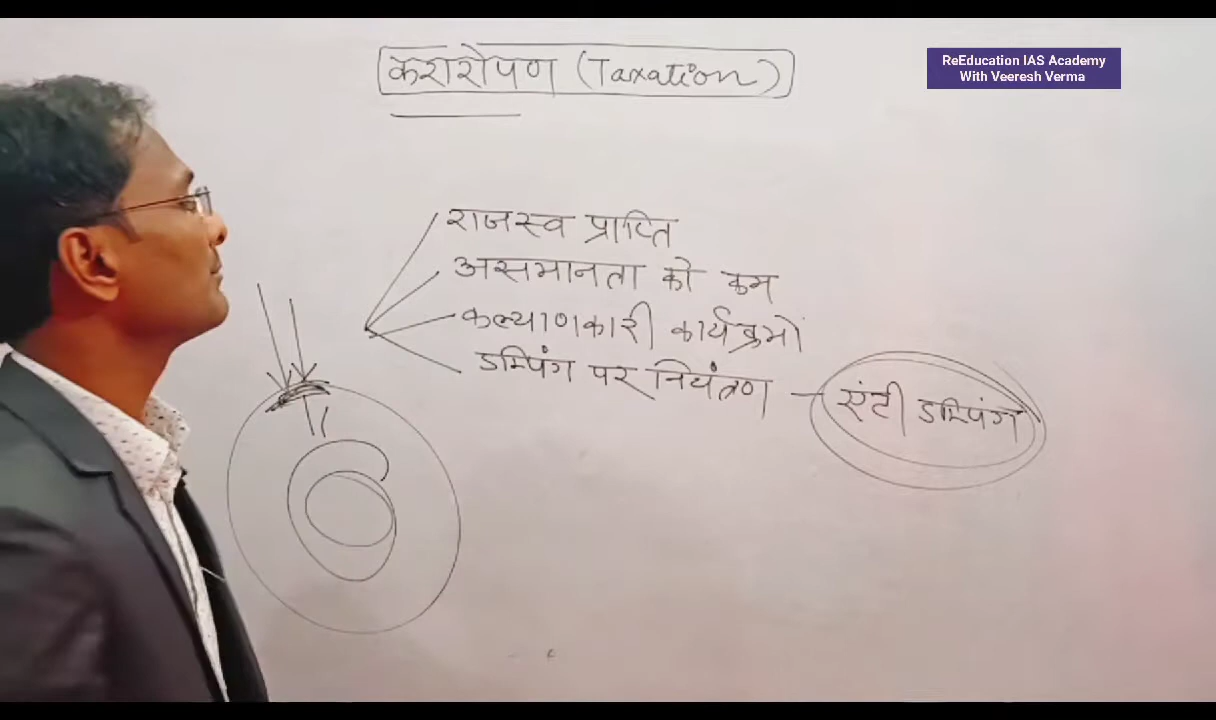 करारोपण (Taxation)
ReEducation IAS Academy
With Veeresh Verma
राजस्व प्राप्ति
असमानता को कम
कल्याणकारी कार्यक्रमों
डम्पिंग पर नियंत्रण - एंटी डम्पिंग